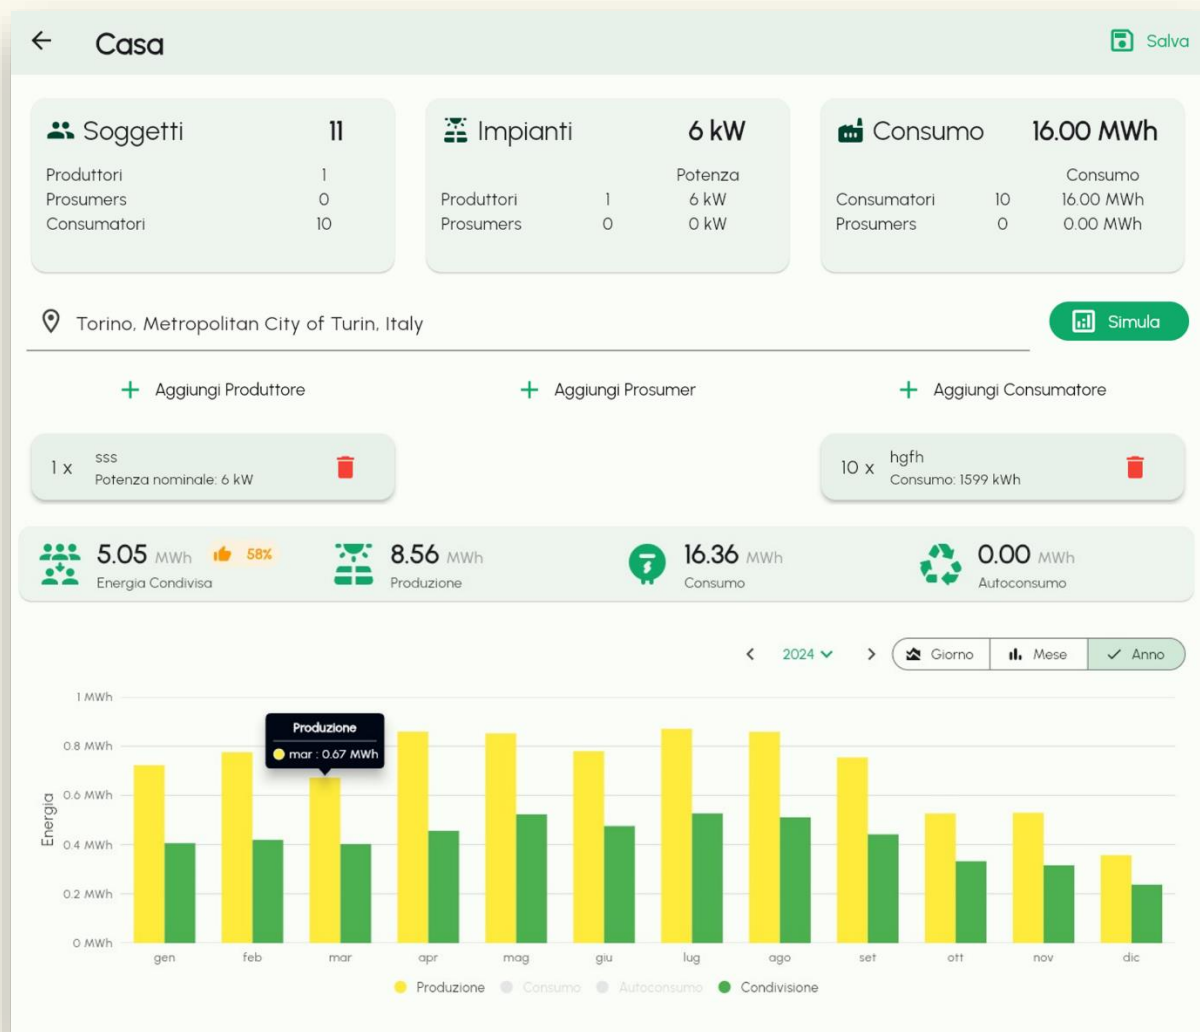 Casa
Salva
Soggetti 11
Produttori 1
Prosumers 0
Consumatori 10
Impianti 6 kW
Potenza
Produttori 1 6 kW
Prosumers 0 0 kW
Consumo 16.00 MWh
Consumo
Consumatori 10 16.00 MWh
Prosumers 0 0.00 MWh
Torino, Metropolitan City of Turin, Italy
Simula
+ Aggiungi Produttore
+ Aggiungi Prosumer
+ Aggiungi Consumatore
1 x sss
Potenza nominale: 6 kW
10 x hgfh
Consumo: 1599 kWh
5.05 MWh 58%
Energia Condivisa
8.56 MWh
Produzione
16.36 MWh
Consumo
0.00 MWh
Autoconsumo
2024
Giorno
Mese
Anno
1 MWh
0.8 MWh
0.6 MWh
0.4 MWh
0.2 MWh
0 MWh
Energia
Produzione
mar : 0.67 MWh
gen feb mar apr mag giu lug ago set ott nov dic
Produzione Consumo Autoconsumo Condivisione